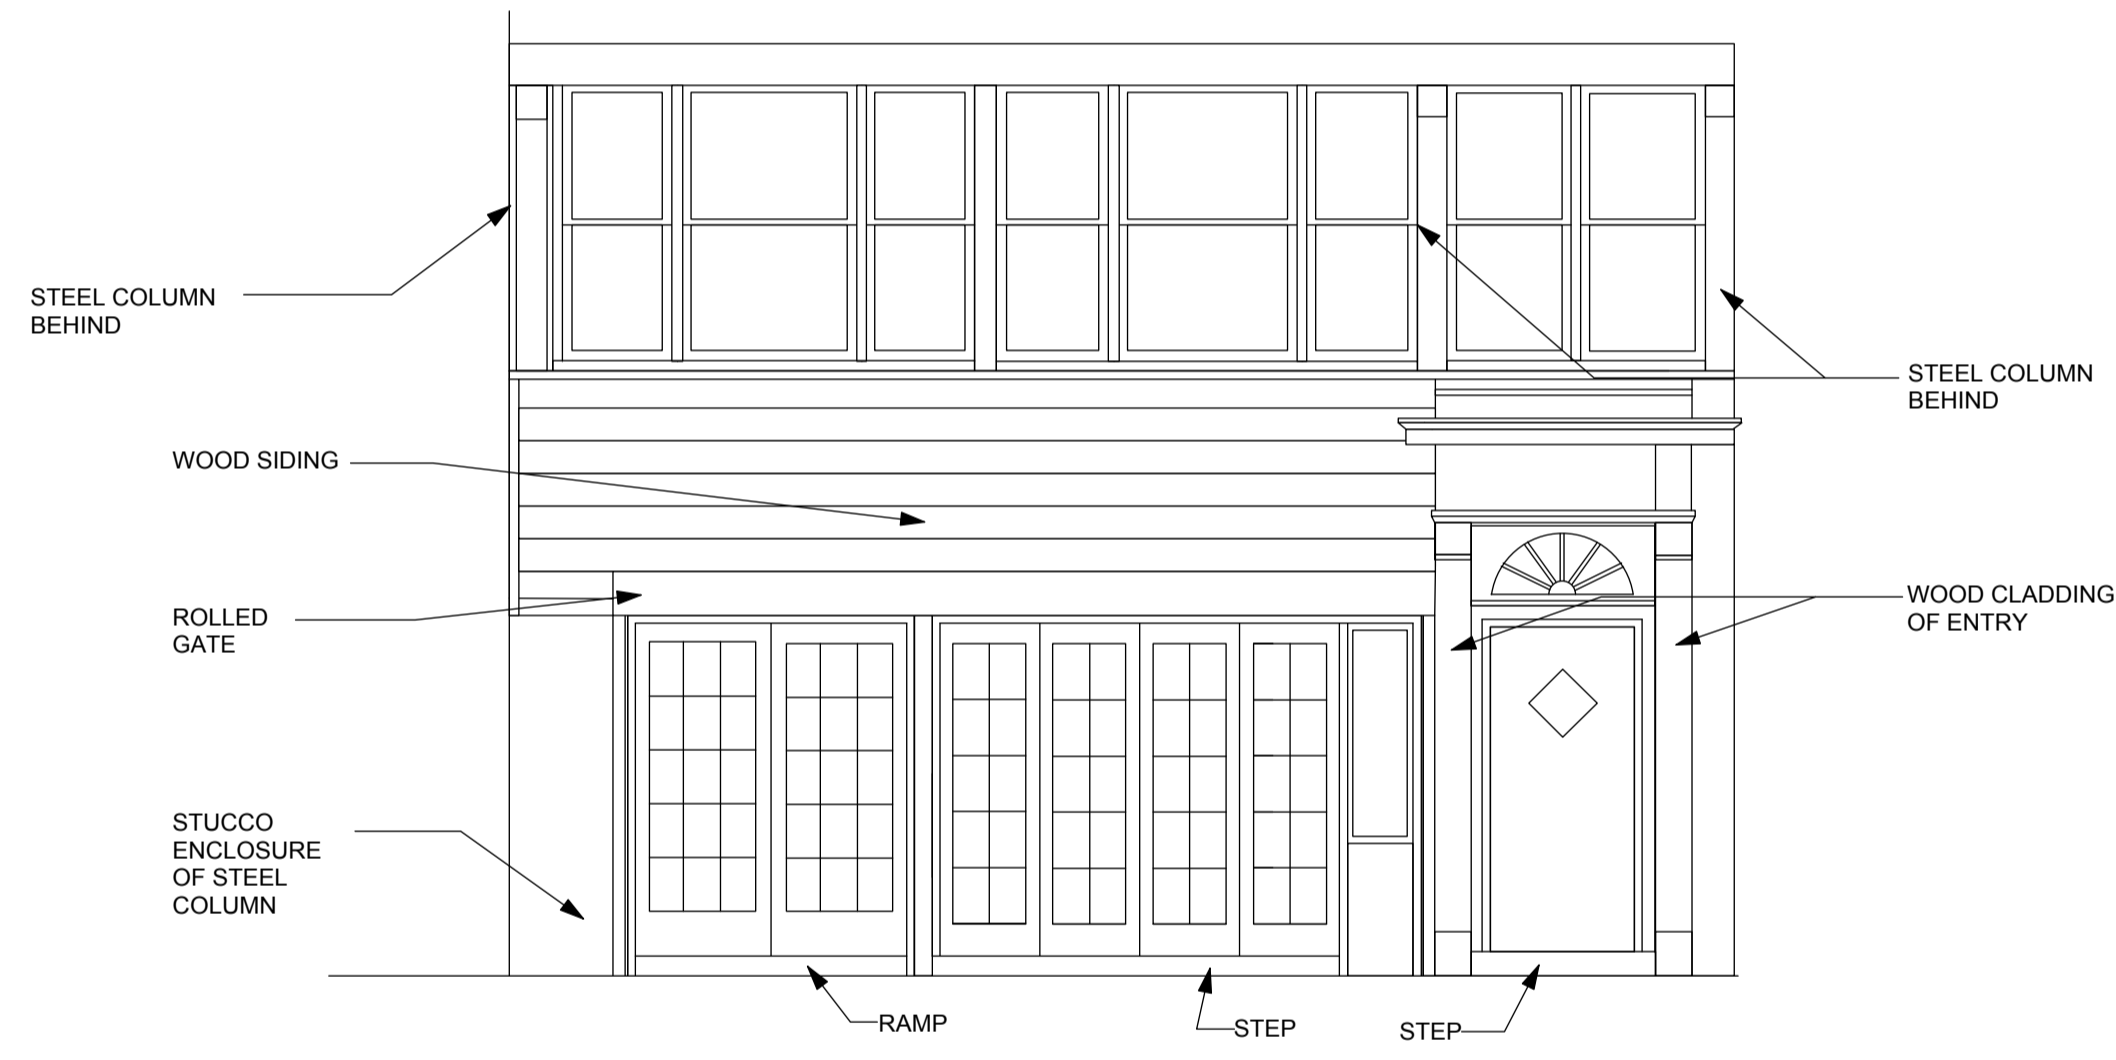 STEEL COLUMN
BEHIND
STEEL COLUMN
BEHIND
WOOD SIDING
ROLLED
GATE
WOOD CLADDING
OF ENTRY
STUCCO
ENCLOSURE
OF STEEL
COLUMN
RAMP
STEP
STEP